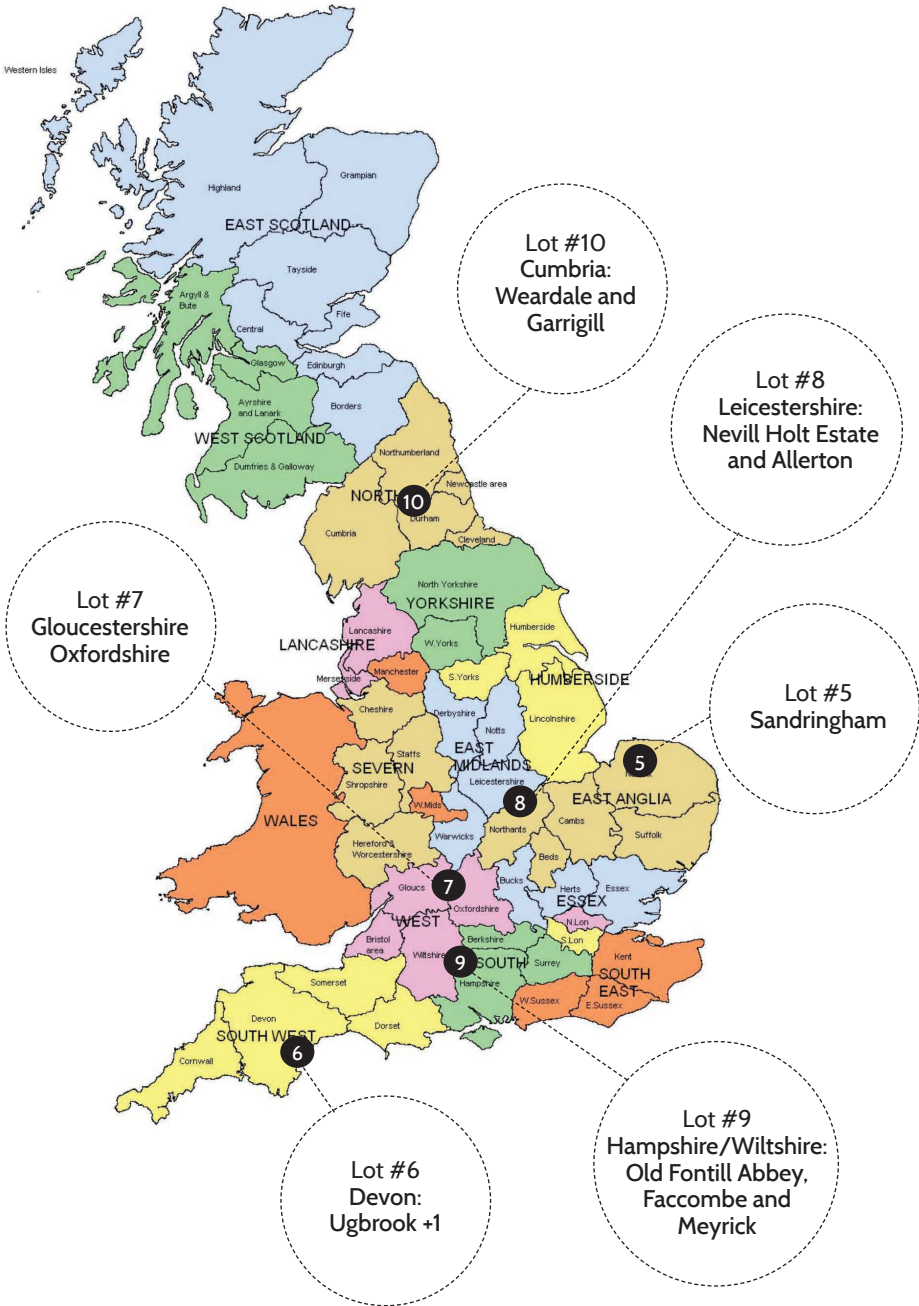 Western Isles
Highland
Grampian
EAST SCOTLAND
Tayside
Argyll &
Bute
Fife
Central
Glasgow
Edinburgh
Ayrshire
and Lanark
Borders
WEST SCOTLAND
Dumfries & Galloway
Lot #10
Cumbria:
Weardale and
Garrigill
Lot #8
Leicestershire:
Nevill Holt Estate
and Allerton
Northumberland
Newcastle area
NORTH
10
Durham
Cumbria
Cleveland
North Yorkshire
YORKSHIRE
Lot #7
Gloucestershire
Oxfordshire
Lancashire
LANCASHIRE
W.Yorks
Humberside
Merseyside
Manchester
S.Yorks
HUMBERSIDE
Cheshire
Derbyshire
Notts
Lincolnshire
Lot #5
Sandringham
Staffs
EAST
MIDLANDS
SEVERN
Shropshire
Leicestershire
5
8
EAST ANGLIA
W.Mids
WALES
Warwicks
Northants
Cambs
Suffolk
Hereford &
Worcestershire
Beds
7
Gloucs
Bucks
Herts
Essex
ESSEX
Oxfordshire
WEST
N.Lon
S.Lon
Bristol
area
Wiltshire
Berkshire
9
SOUTH
Surrey
Kent
SOUTH
EAST
Hampshire
W.Sussex
E.Sussex
Somerset
Devon
SOUTH WEST
Dorset
6
Cornwall
Lot #6
Devon:
Ugbrook +1
Lot #9
Hampshire/Wiltshire:
Old Fontill Abbey,
Faccombe and
Meyrick